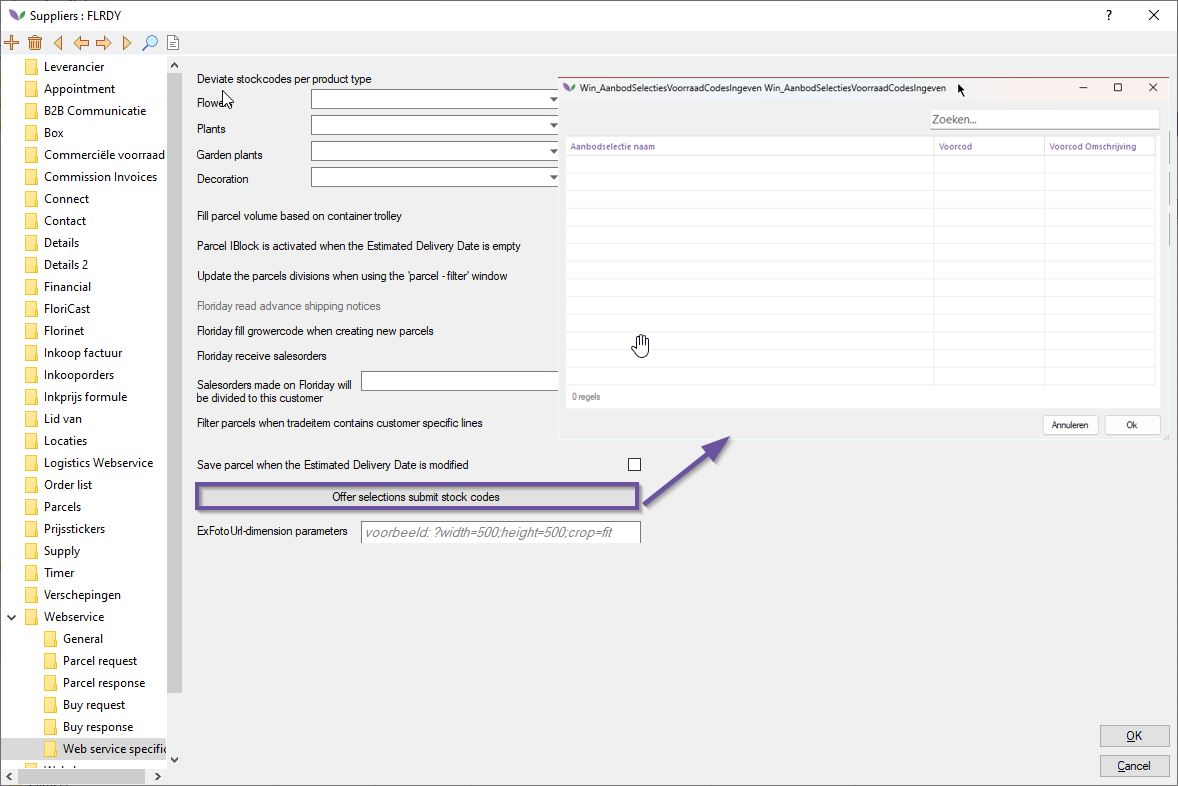 Suppliers : FLRDY
?
Leverancier
Appointment
B2B Communicatie
Box
Commerciële voorraad
Commission Invoices
Connect
Contact
Details
Details 2
Financial
FloriCast
Florinet
Inkoop factuur
Inkooporders
Inkprijs formule
Lid van
Locaties
Logistics Webservice
Order list
Parcels
Prijsstickers
Supply
Timer
Verschepingen
Webservice
General
Parcel request
Parcel response
Buy request
Buy response
Web service specific
Deviate stockcodes per product type
Flowers
Plants
Garden plants
Decoration
Fill parcel volume based on container trolley
Parcel IBlock is activated when the Estimated Delivery Date is empty
Update the parcels divisions when using the 'parcel - filter' window
Floriday read advance shipping notices
Floriday fill growercode when creating new parcels
Floriday receive salesorders
Salesorders made on Floriday will
be divided to this customer
Filter parcels when tradeitem contains customer specific lines
Save parcel when the Estimated Delivery Date is modified
Offer selections submit stock codes
ExFotoUrl-dimension parameters
voorbeeld: ?width=500;height=500;crop=fit
Win_AanbodSelectiesVoorraadCodesIngeven Win_AanbodSelectiesVoorraadCodesIngeven
Zoeken...
Aanbodselectie naam Voorcod Voorcod Omschrijving
0 regels
Annuleren Ok
OK
Cancel